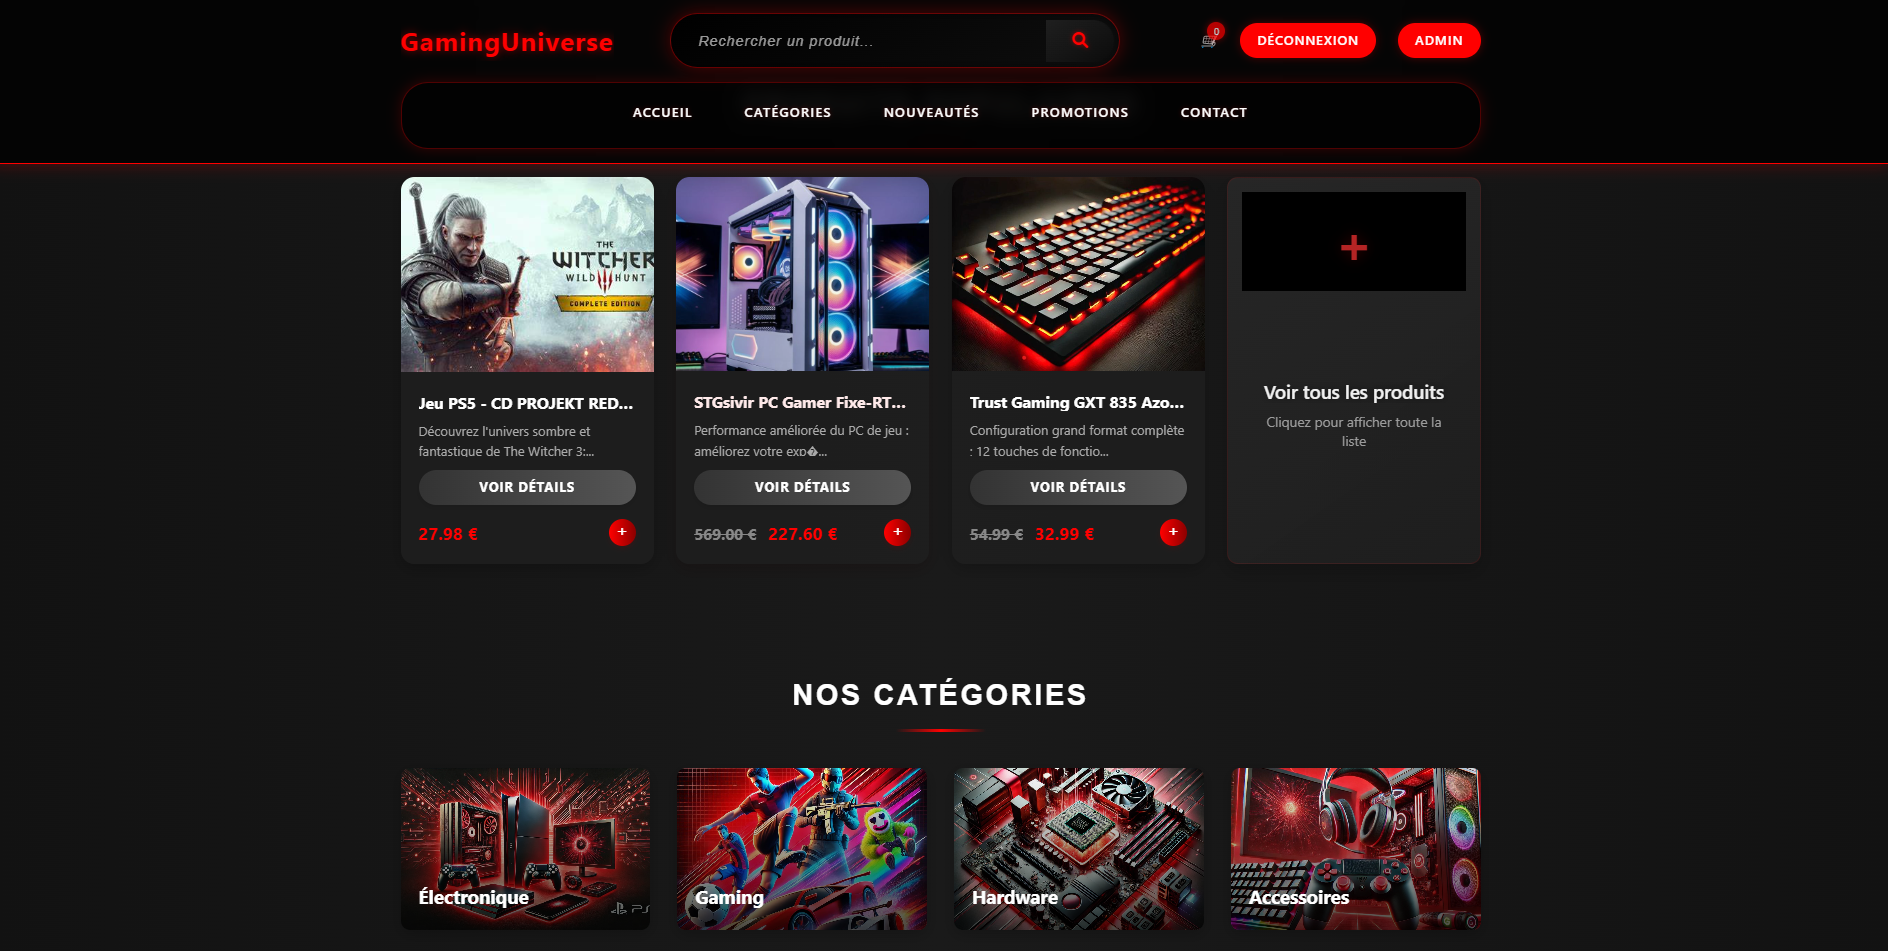 GamingUniverse
Rechercher un produit...
0
DÉCONNEXION
ADMIN
ACCUEIL
CATÉGORIES
NOUVEAUTÉS
PROMOTIONS
CONTACT
THE
WITCHER
WILD HUNT
COMPLETE EDITION
Jeu PS5 - CD PROJEKT RED...
Découvrez l'univers sombre et
fantastique de The Witcher 3:...
VOIR DÉTAILS
27.98 €
+
STGsivir PC Gamer Fixe-RT...
Performance améliorée du PC de jeu :
améliorez votre exp�...
VOIR DÉTAILS
569.00 € 227.60 €
+
Trust Gaming GXT 835 Azo...
Configuration grand format complète
: 12 touches de fonctio...
VOIR DÉTAILS
54.99 € 32.99 €
+
+
Voir tous les produits
Cliquez pour afficher toute la
liste
NOS CATÉGORIES
Électronique
Gaming
Hardware
Accessoires